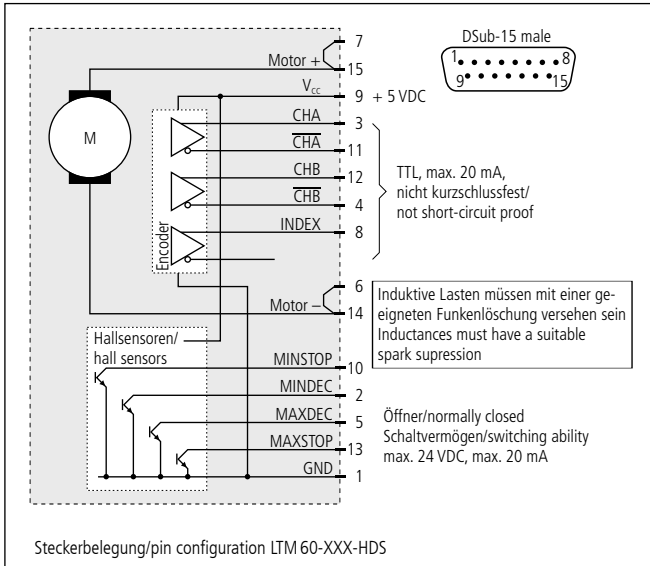 7
DSub-15 male
Motor +
15
1
8
9
15
Vcc
9 + 5 VDC
CHA
3
CHA
11
M
CHB
12
CHB
4
TTL, max. 20 mA,
nicht kurzschlussfest/
not short-circuit proof
INDEX
8
Encoder
6
Motor –
14
Induktive Lasten müssen mit einer ge-
eigneten Funkenlöschung versehen sein
Inductances must have a suitable
spark supression
Hallsensoren/
hall sensors
MINSTOP
10
MINDEC
2
MAXDEC
5
MAXSTOP
13
GND
1
Öffner/normally closed
Schaltvermögen/switching ability
max. 24 VDC, max. 20 mA
Steckerbelegung/pin configuration LTM 60-XXX-HDS